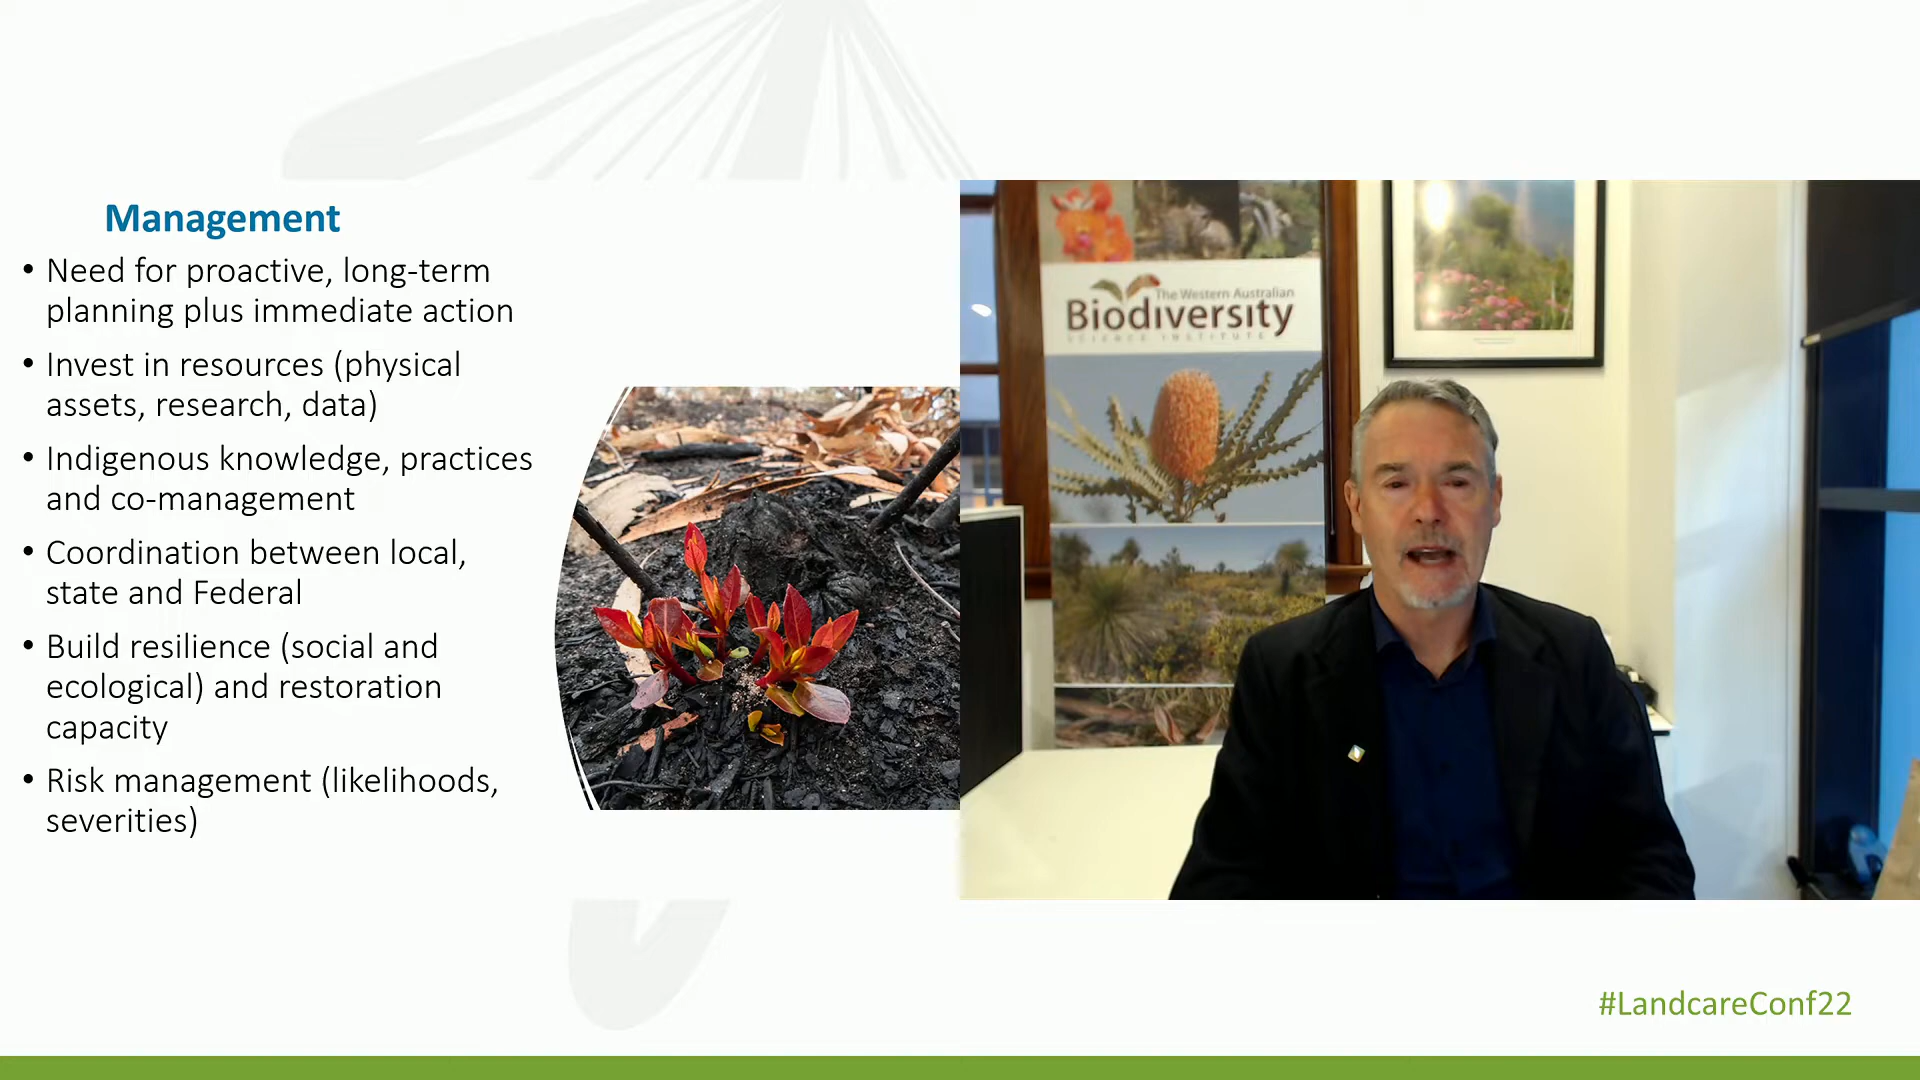 Management
• Need for proactive, long-term
planning plus immediate action
• Invest in resources (physical
assets, research, data)
• Indigenous knowledge, practices
and co-management
• Coordination between local,
state and Federal
• Build resilience (social and
ecological) and restoration
capacity
• Risk management (likelihoods,
severities)
The Western Australian
Biodiversity
SCIENCE INSTITUTE
#LandcareConf22